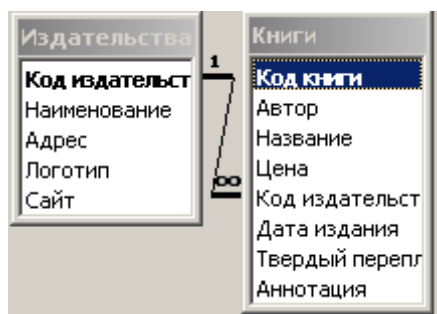 Издательства
Код издательст
Наименование
Адрес
Логотип
Сайт
1
∞
Книги
Код книги
Автор
Название
Цена
Код издательст
Дата издания
Твердый перепл
Аннотация